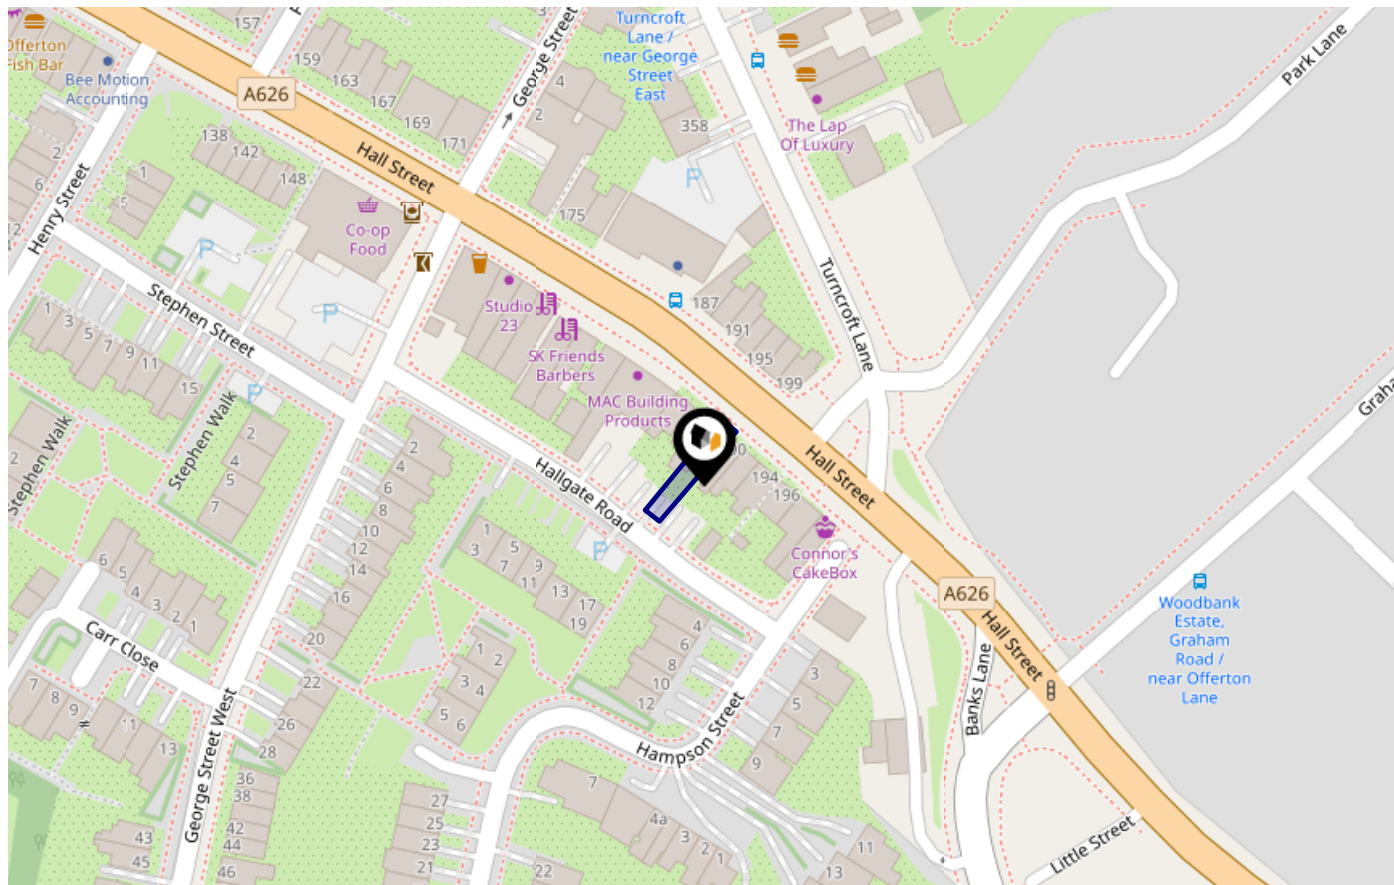 157
Offerton
Fish Bar
Bee Motion
Accounting
A626
159
163
167
169
171
George Street
4
2
Turncroft
Lane /
near George
Street
East
358
P
The Lap
Of Luxury
Park Lane
Hall Street
138
142
148
2
6
1
5
Henry Street
12
P
Co-op
Food
175
187
191
195
199
Turncroft Lane
Studio
23
SK Friends
Barbers
MAC Building
Products
P
Stephen Street
1
3
5
7
9
11
15
P
Stephen Walk
Stephen Walk
2
2
4
5
7
2
4
6
8
10
12
14
16
20
22
26
28
Hallgate Road
P
194
196
Hall Street
Connor's
CakeBox
A626
Hall Street
Banks Lane
Woodbank
Estate,
Graham
Road /
near Offerton
Lane
1
3
5
7
9
11
13
17
19
6
5
4
3
2
1
Carr Close
7
8
9
11
13
George Street West
1
2
3
4
5
6
4
6
8
10
12
Hampson Street
3
5
7
9
7
4a
3
2
1
36
38
42
44
46
43
45
27
25
23
21
22
11
13
Little Street